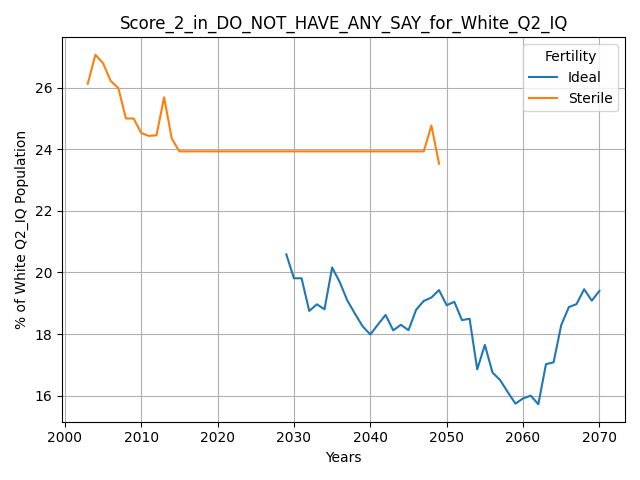 Score_2_in_DO_NOT_HAVE_ANY_SAY_for_White_Q2_IQ
Fertility
Ideal
Sterile
% of White Q2_IQ Population
26
24
22
20
18
16
2000 2010 2020 2030 2040 2050 2060 2070
Years